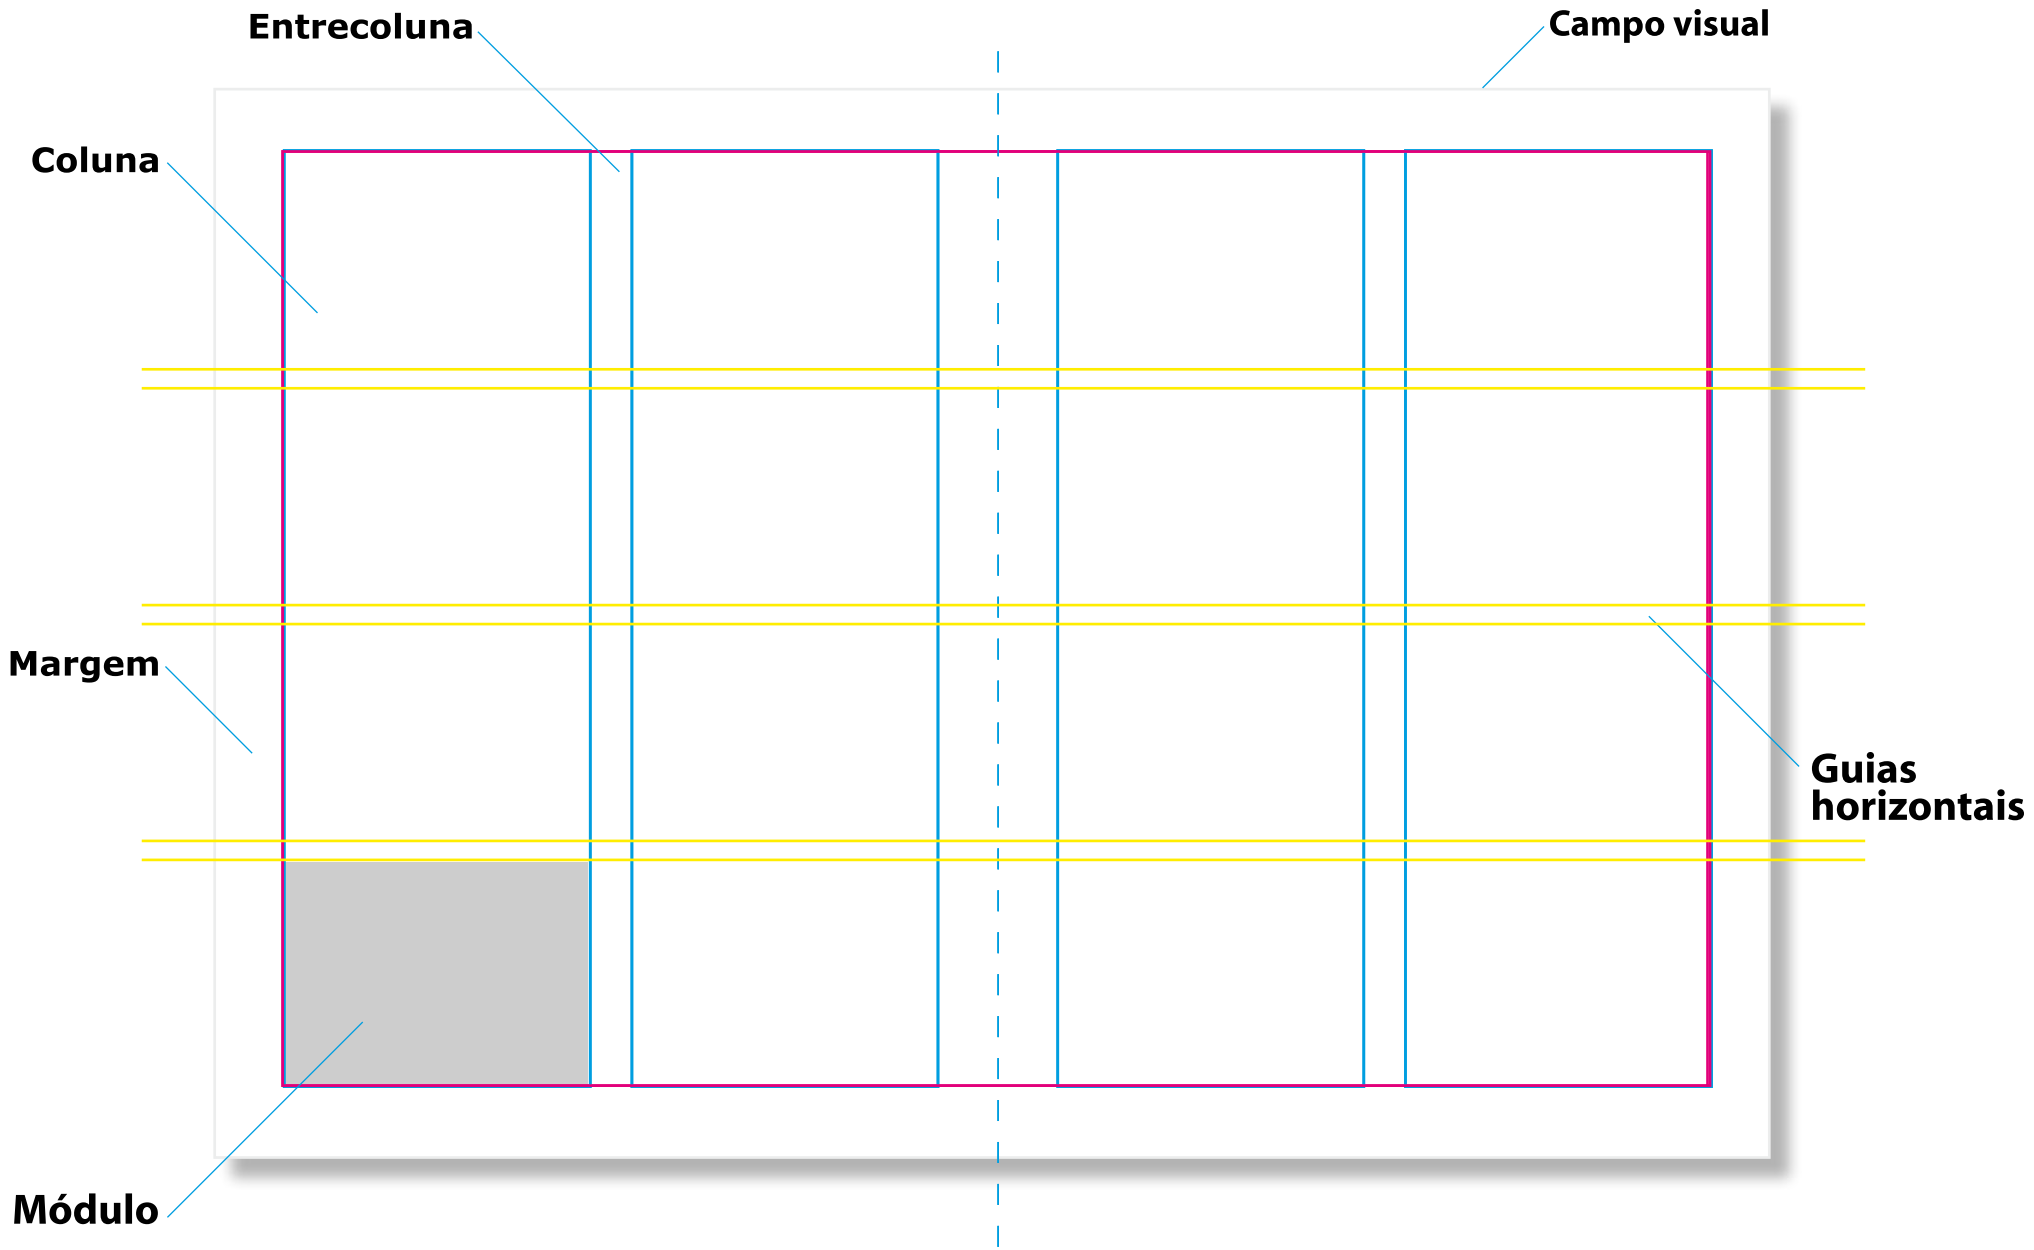 Entrecoluna
Campo visual
Coluna
Margem
Guias
horizontais
Módulo